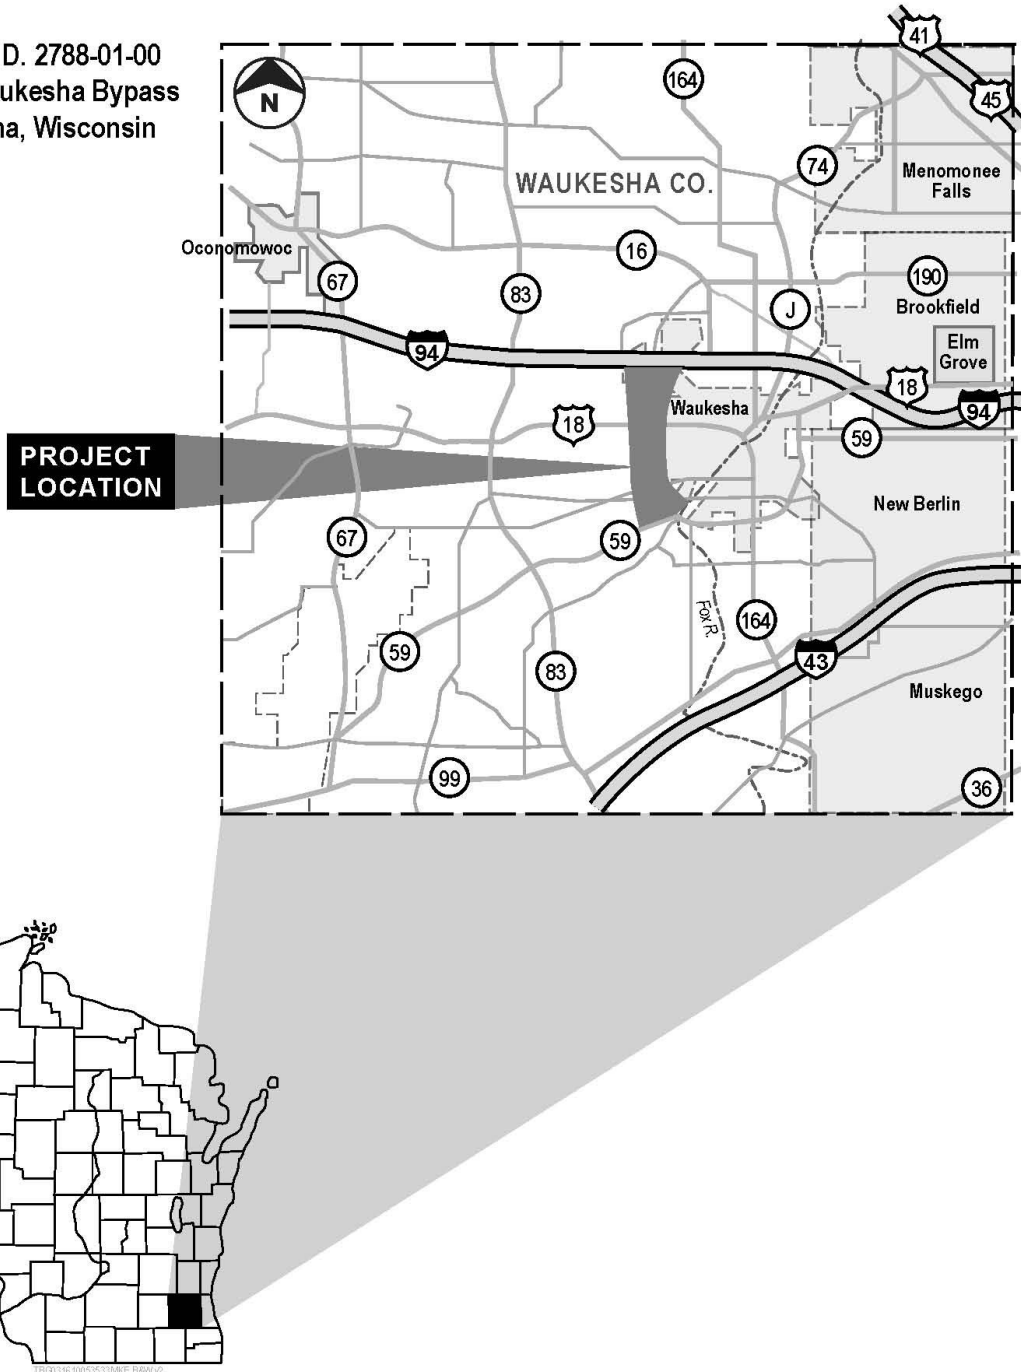 D. 2788-01-00
ukesha Bypass
na, Wisconsin
N
41
45
164
74
Menomonee
Falls
WAUKESHA CO.
Oconomowoc
16
67
83
190
J
Brookfield
Elm
Grove
94
18
94
Waukesha
18
59
PROJECT
LOCATION
New Berlin
67
59
Fox R.
164
59
83
43
Muskego
99
36